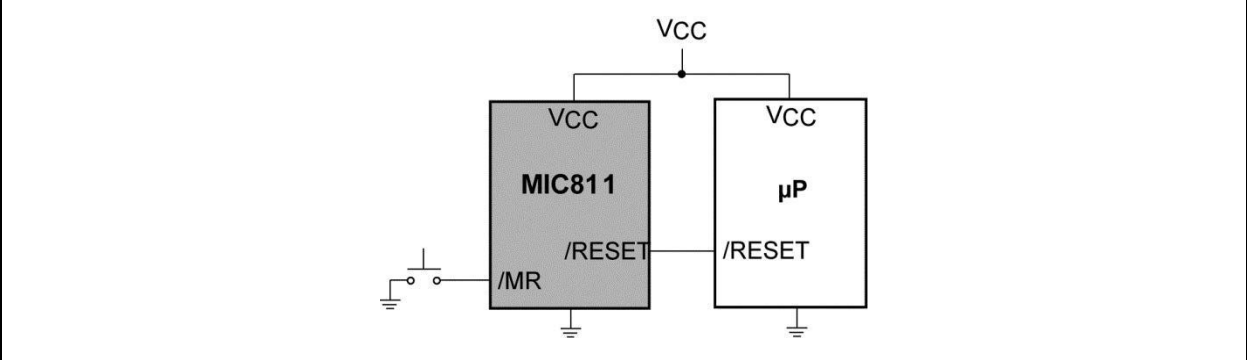 VCC
VCC
MIC811
/RESET
/MR
VCC
µP
/RESET